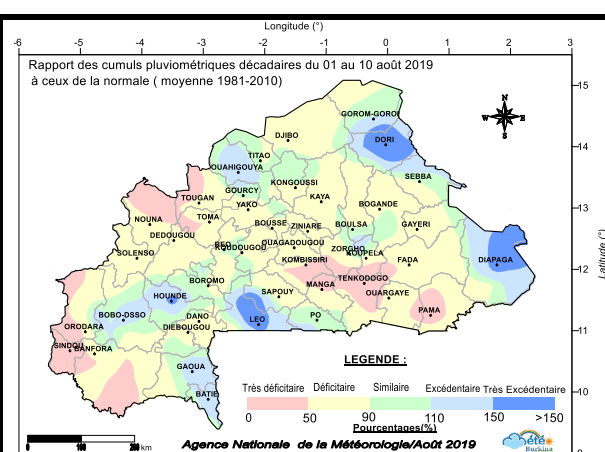 Longitude (°)
-6 -5 -4 -3 -2 -1 0 1 2 3
Rapport des cumuls pluviométriques décadaires du 01 au 10 août 2019
à ceux de la normale ( moyenne 1981-2010)
15
GOROM-GOROM
N
W E
S
DJIBO
DORI
14
TITAO
OUAHIGOUYA
SEBBA
KONGOUSSI
GOURCY
TOUGAN
KAYA
YAKO
BOGANDE
13
NOUNA
TOMA
BOUSSE
ZINIARE
BOULSA
GAYERI
DEDOUGOU
REO
KOUDOUGOU
OUAGADOUGOU
ZORGHO
KOUPELA
SOLENSO
KOMBISSIRI
FADA
DIAPAGA
Latitude (°)
12
BOROMO
TENKODOGO
MANGA
HOUNDE
SAPOUY
OUARGAYE
BOBO-DSSO
DANO
LEO
PO
PAMA
ORODARA
DIEBOUGOU
11
SINDOU
BANFORA
GAOUA
LEGENDE :
BATIE
Très déficitaire Déficitaire Similaire Excédentaire Très Excédentaire
10
0 50 90 110 150 >150
Pourcentages(%)
0 100 200 km
Agence Nationale de la Météorologie/Août 2019
Météo
Burkina
9